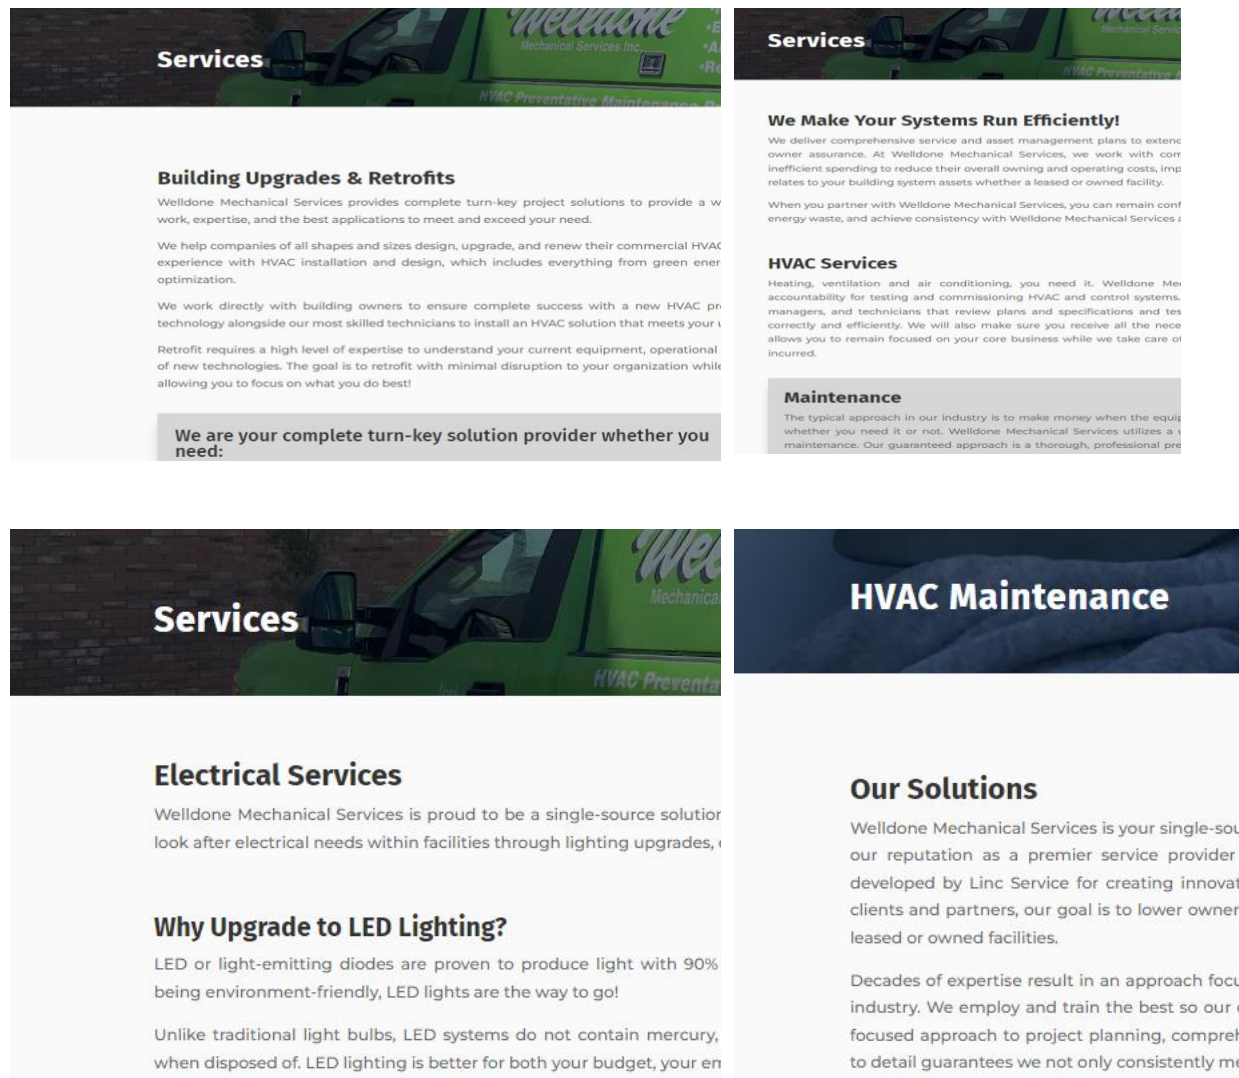 Welldone
Mechanical Services Inc.
Services
HVAC Preventative Maintenance
Building Upgrades & Retrofits
Welldone Mechanical Services provides complete turn-key project solutions to provide a w
work, expertise, and the best applications to meet and exceed your need.
We help companies of all shapes and sizes design, upgrade, and renew their commercial HVAC
experience with HVAC installation and design, which includes everything from green ener
optimization.
We work directly with building owners to ensure complete success with a new HVAC pr
technology alongside our most skilled technicians to install an HVAC solution that meets your
Retrofit requires a high level of expertise to understand your current equipment, operational
of new technologies. The goal is to retrofit with minimal disruption to your organization while
allowing you to focus on what you do best!
We are your complete turn-key solution provider whether you
need:
Mechanical Servic
Services
HVAC Preventative
We Make Your Systems Run Efficiently!
We deliver comprehensive service and asset management plans to extend
owner assurance. At Welldone Mechanical Services, we work with com
inefficient spending to reduce their overall owning and operating costs, imp
relates to your building system assets whether a leased or owned facility.
When you partner with Welldone Mechanical Services, you can remain conf
energy waste, and achieve consistency with Welldone Mechanical Services
HVAC Services
Heating, ventilation and air conditioning, you need it. Welldone Me
accountability for testing and commissioning HVAC and control systems.
managers, and technicians that review plans and specifications and tes
correctly and efficiently. We will also make sure you receive all the nece
allows you to remain focused on your core business while we take care of
incurred.
Maintenance
The typical approach in our industry is to make money when the equip
whether you need it or not. Welldone Mechanical Services utilizes a
maintenance. Our guaranteed approach is a thorough, professional pre
Wel
Mechanica
Services
HVAC Preventa
Electrical Services
Welldone Mechanical Services is proud to be a single-source solution
look after electrical needs within facilities through lighting upgrades,
Why Upgrade to LED Lighting?
LED or light-emitting diodes are proven to produce light with 90%
being environment-friendly, LED lights are the way to go!
Unlike traditional light bulbs, LED systems do not contain mercury,
when disposed of. LED lighting is better for both your budget, your em
HVAC Maintenance
Our Solutions
Welldone Mechanical Services is your single-sou
our reputation as a premier service provider
developed by Linc Service for creating innovat
clients and partners, our goal is to lower owner
leased or owned facilities.
Decades of expertise result in an approach focu
industry. We employ and train the best so our
focused approach to project planning, compreh
to detail guarantees we not only consistently me